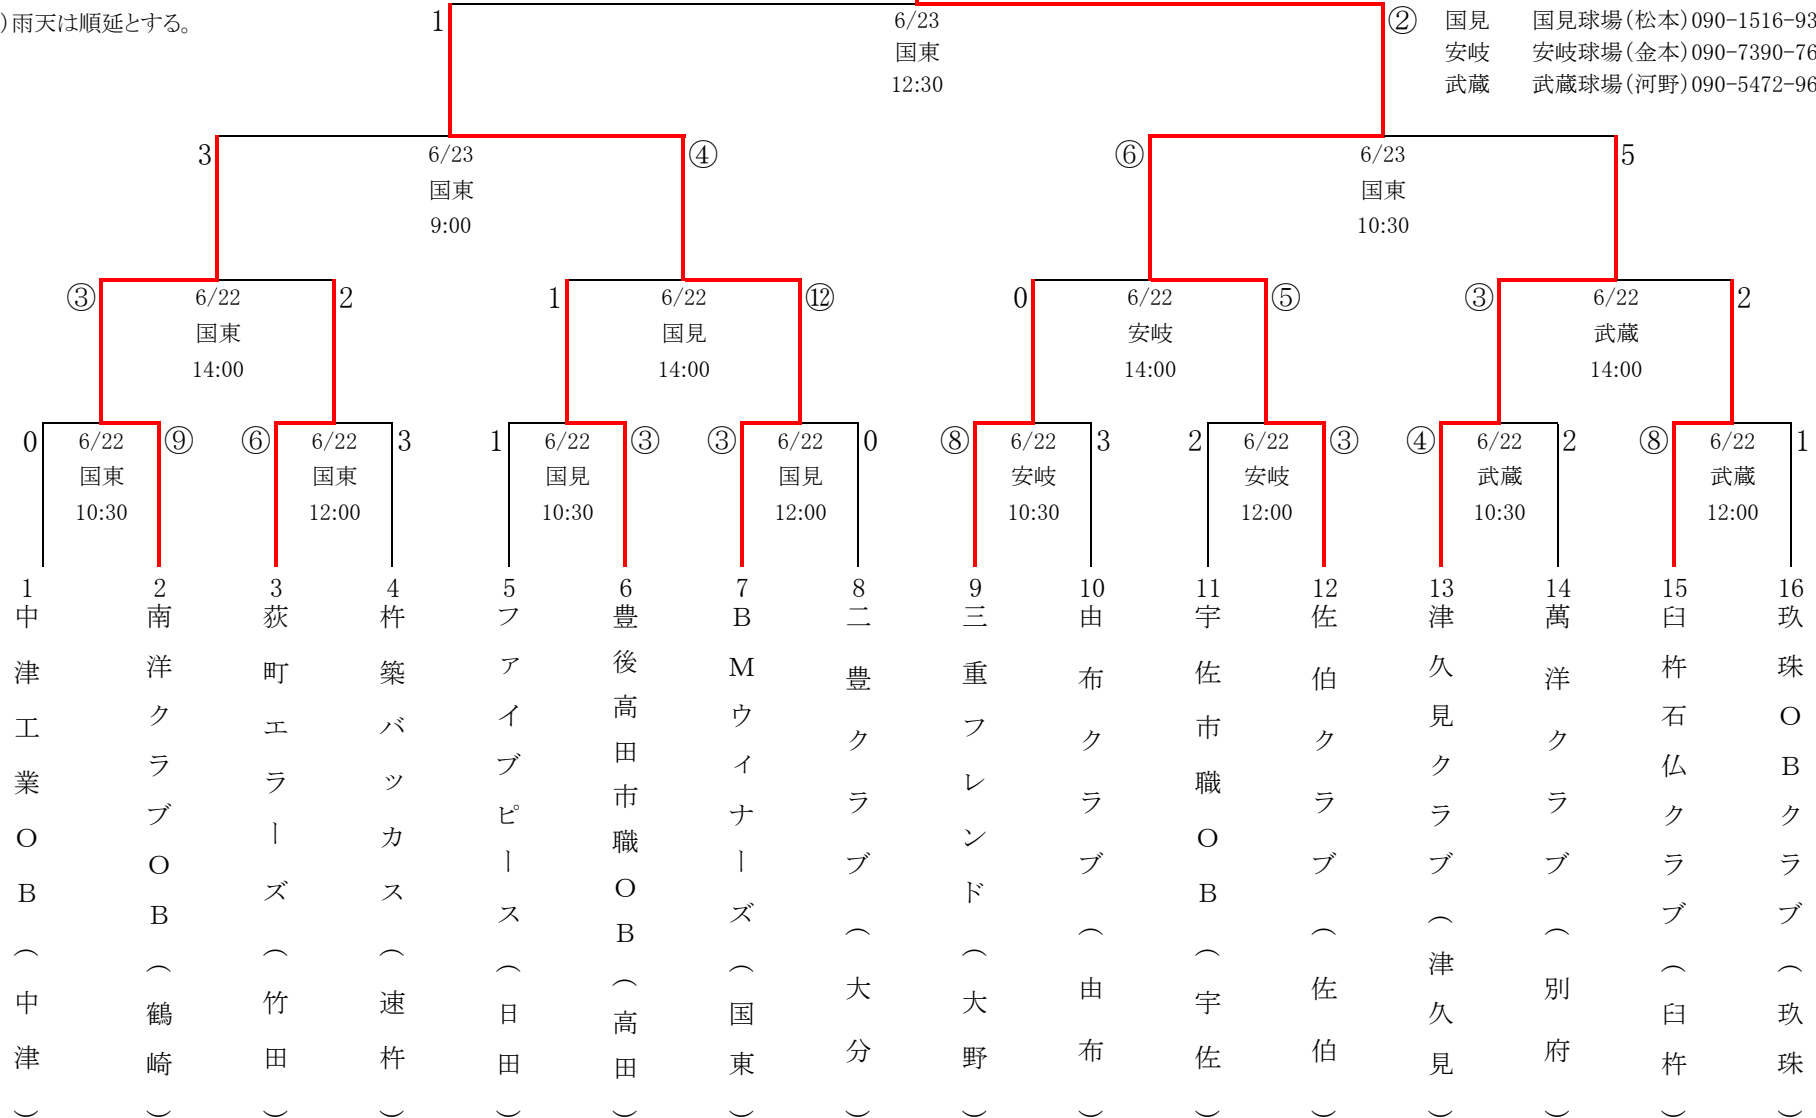 )雨天は順延とする。
1
6/23
国東
12:30
②
国見 国見球場(松本)090-1516-93
安岐 安岐球場(金本)090-7390-76
武蔵 武蔵球場(河野)090-5472-96
3
6/23
国東
9:00
④
⑥
6/23
国東
10:30
5
③
6/22
国東
14:00
2
1
6/22
国見
14:00
⑫
0
6/22
安岐
14:00
⑤
③
6/22
武蔵
14:00
2
0
6/22
国東
10:30
⑨
⑥
6/22
国東
12:00
3
1
6/22
国見
10:30
③
③
6/22
国見
12:00
0
⑧
6/22
安岐
10:30
3
2
6/22
安岐
12:00
③
④
6/22
武蔵
10:30
2
⑧
6/22
武蔵
12:00
1
1
中津工業OB(中津)
2
南洋クラブOB(鶴崎)
3
荻町エラーズ(竹田)
4
杵築バッカス(速杵)
5
ファイブピース(日田)
6
豊後高田市職OB(高田)
7
BMウィナーズ(国東)
8
二豊クラブ(大分)
9
三重フレンド(大野)
10
由布クラブ(由布)
11
宇佐市職OB(宇佐)
12
佐伯クラブ(佐伯)
13
津久見クラブ(津久見)
14
萬洋クラブ(別府)
15
臼杵石仏クラブ(臼杵)
16
玖珠OBクラブ(玖珠)